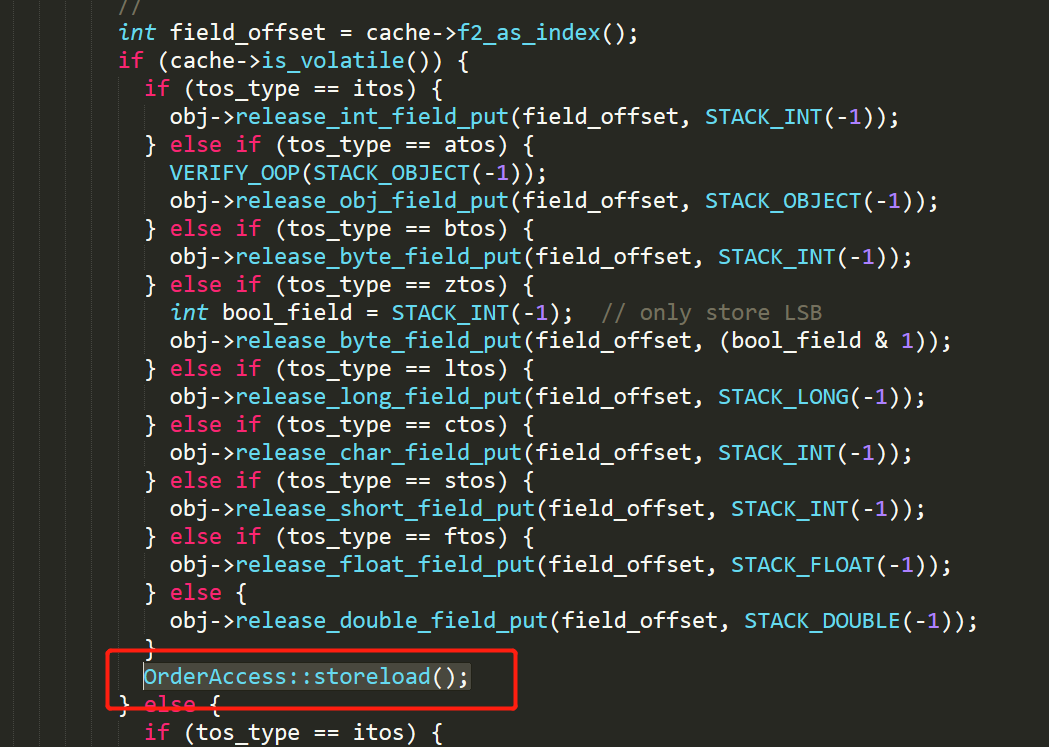 //
int field_offset = cache->f2_as_index();
if (cache->is_volatile()) {
if (tos_type == itos) {
obj->release_int_field_put(field_offset, STACK_INT(-1));
} else if (tos_type == atos) {
VERIFY_OOP(STACK_OBJECT(-1));
obj->release_obj_field_put(field_offset, STACK_OBJECT(-1));
} else if (tos_type == btos) {
obj->release_byte_field_put(field_offset, STACK_INT(-1));
} else if (tos_type == ztos) {
int bool_field = STACK_INT(-1);  // only store LSB
obj->release_byte_field_put(field_offset, (bool_field & 1));
} else if (tos_type == ltos) {
obj->release_long_field_put(field_offset, STACK_LONG(-1));
} else if (tos_type == ctos) {
obj->release_char_field_put(field_offset, STACK_INT(-1));
} else if (tos_type == stos) {
obj->release_short_field_put(field_offset, STACK_INT(-1));
} else if (tos_type == ftos) {
obj->release_float_field_put(field_offset, STACK_FLOAT(-1));
} else {
obj->release_double_field_put(field_offset, STACK_DOUBLE(-1));
}
OrderAccess::storeload();
} else {
if (tos_type == itos) {